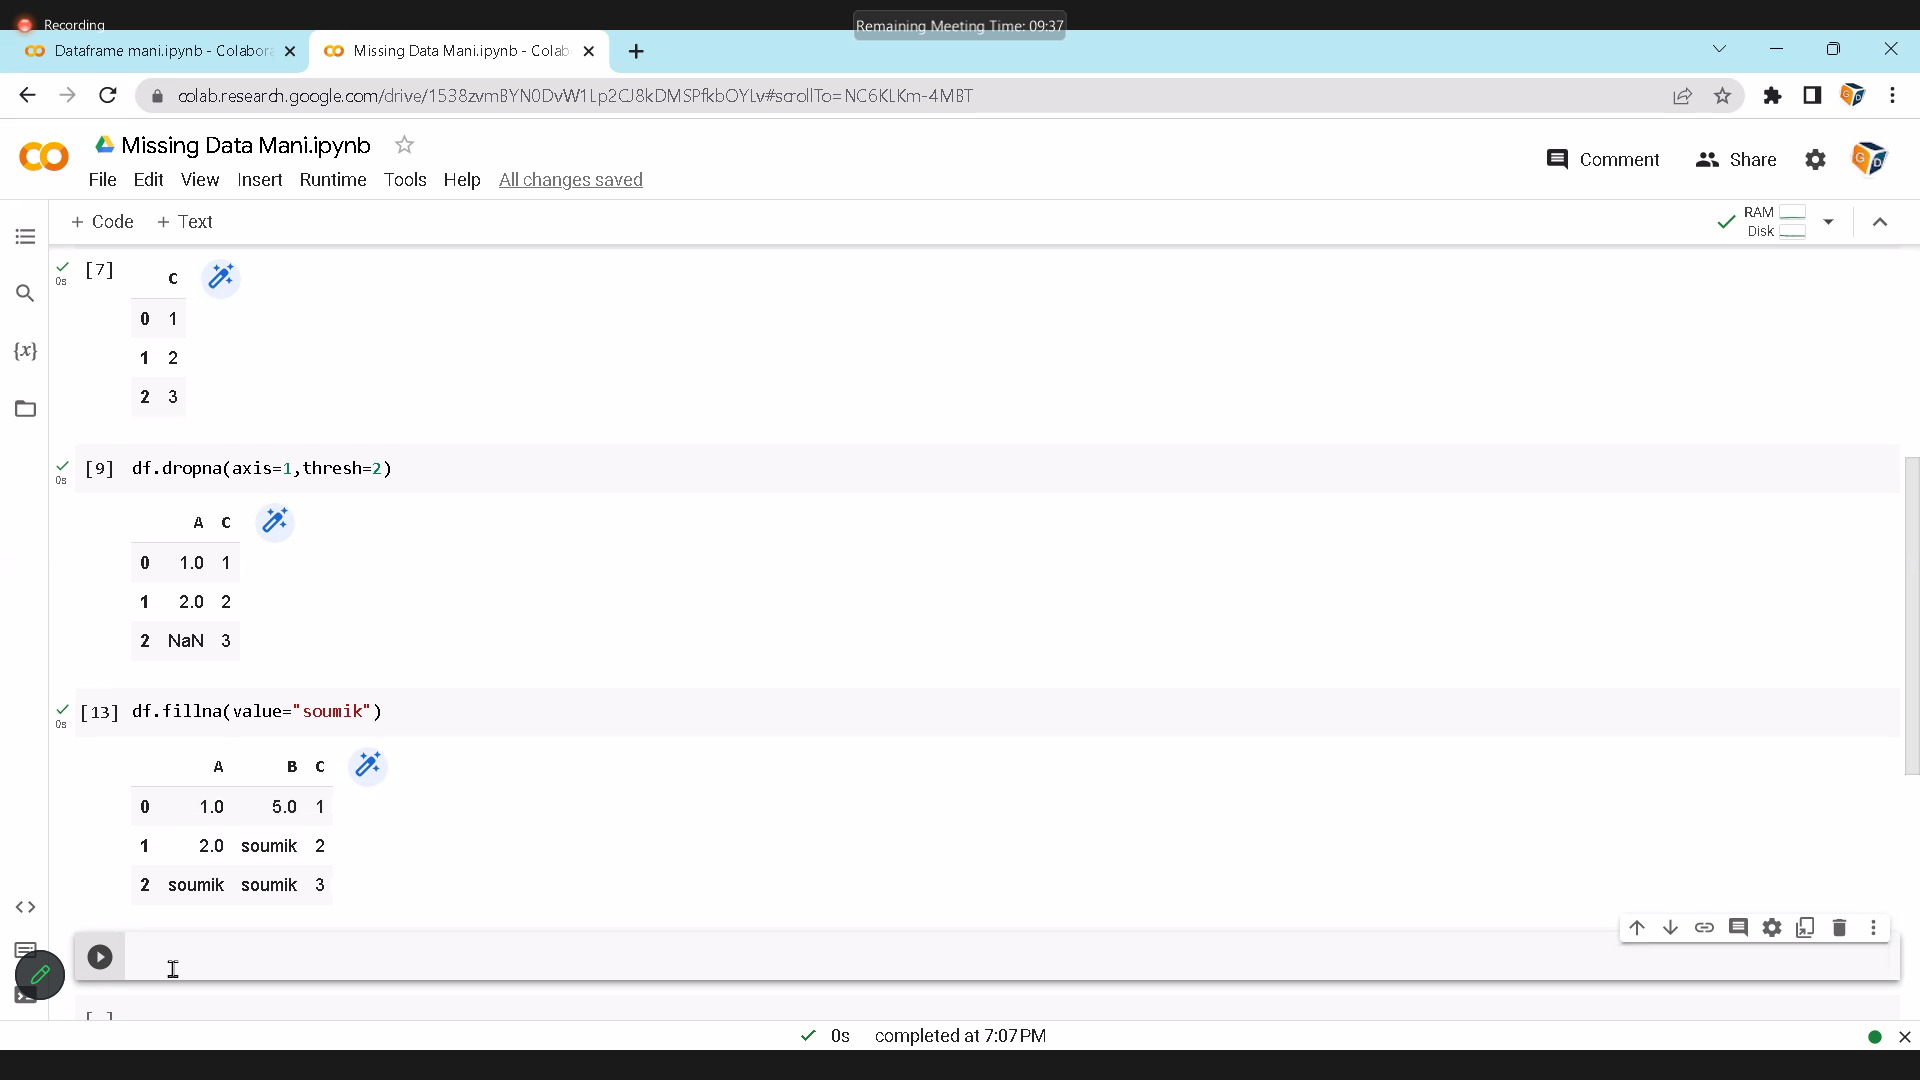 Recording
Remaining Meeting Time: 09:37
Dataframe mani.ipynb - Colabora
Missing Data Mani.ipynb - Colab
colab.research.google.com/drive/1538zvmBYN0DvW1Lp2CJ8kDMSPfkbOYLv#scrollTo=NC6KLKm-4MBT
Missing Data Mani.ipynb
Comment
Share
File Edit View Insert Runtime Tools Help All changes saved
+ Code + Text
RAM
Disk
[7]
0s
C
0 1
1 2
2 3
[9] df.dropna(axis=1,thresh=2)
0s
A C
0 1.0 1
1 2.0 2
2 NaN 3
[13] df.fillna(value="soumik")
0s
A B C
0 1.0 5.0 1
1 2.0 soumik 2
2 soumik soumik 3
[ ]
0s completed at 7:07 PM